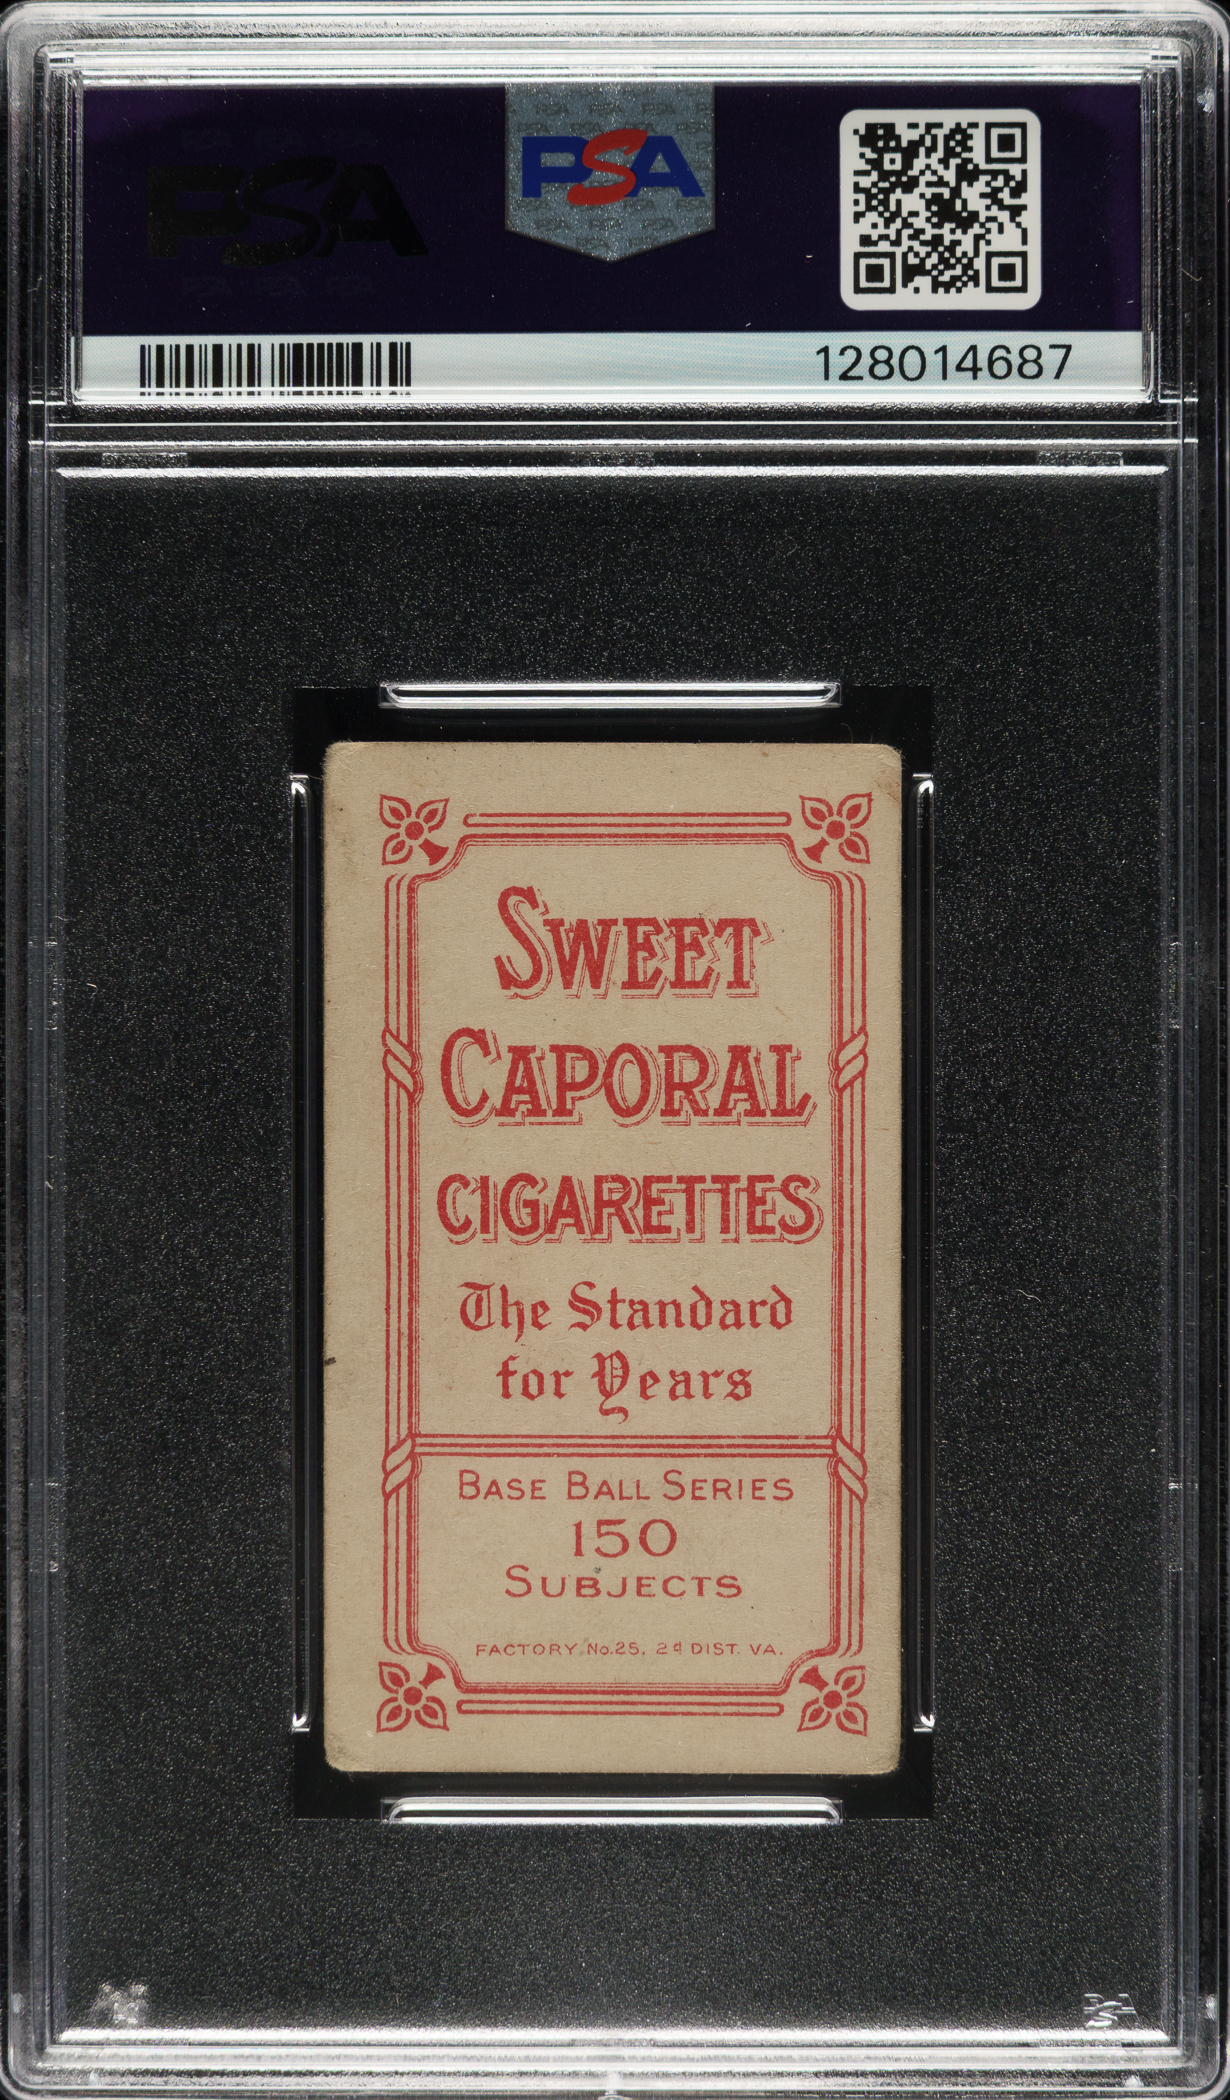 PSA
PSA
128014687
SWEET
CAPORAL
CIGARETTES
The Standard
for Years
BASE BALL SERIES
150
SUBJECTS
FACTORY No. 25, 2d DIST. VA.
PSA